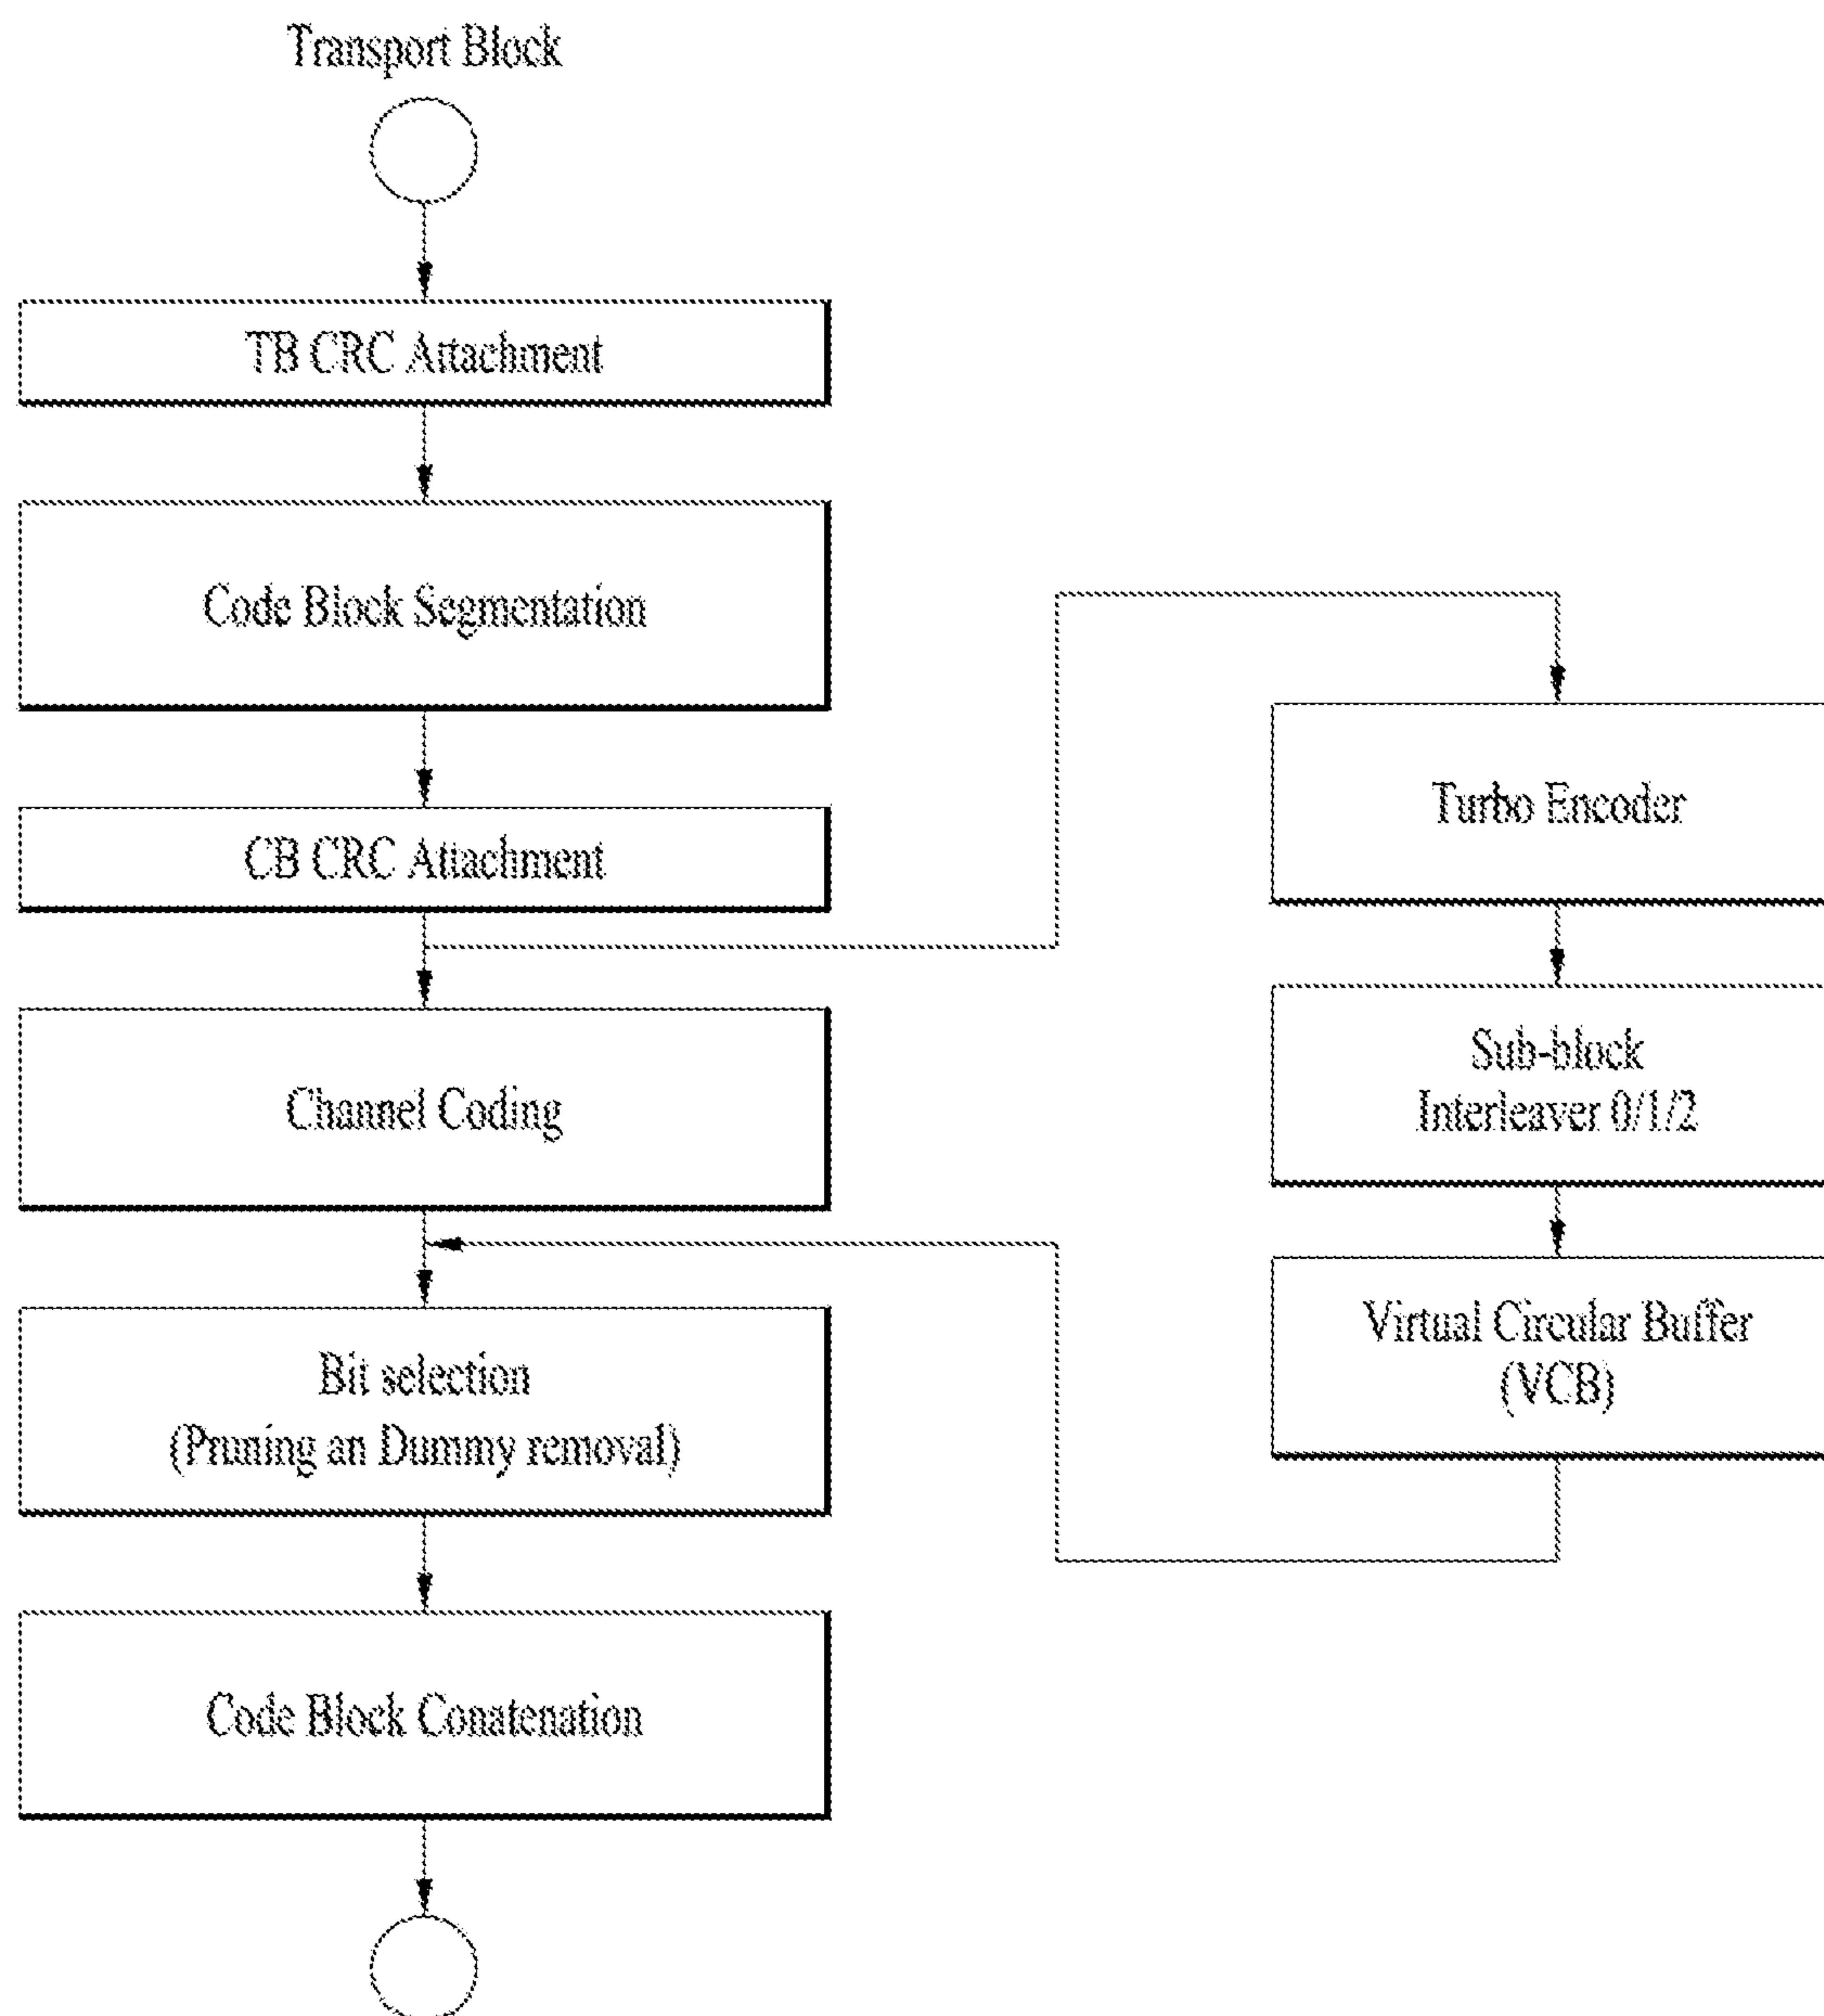 Transport Block
TB CRC Attachment
Code Block Segmentation
CB CRC Attachment
Channel Coding
Bit selection
(Pruning an Dummy removal)
Code Block Conatenation
Turbo Encoder
Sub-block
Interleaver 0/1/2
Virtual Circular Buffer
(VCB)